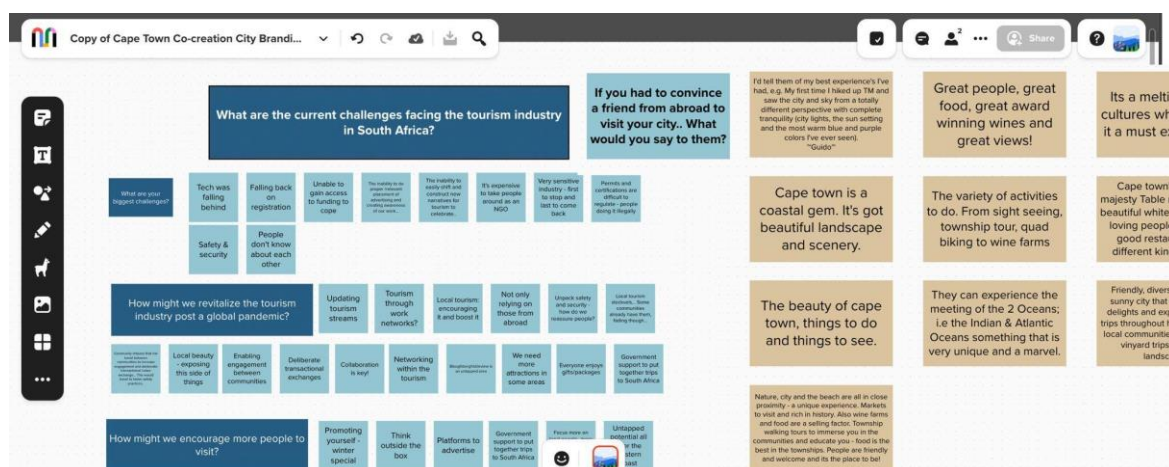 Copy of Cape Town Co-creation City Brandi...
2
Share
What are the current challenges facing the tourism industry
in South Africa?
If you had to convince
a friend from abroad to
visit your city.. What
would you say to them?
I'd tell them of my best experience's I've
had, e.g. My first time I hiked up TM and
saw the city and sky from a totally
different perspective with complete
tranquility (city lights, the sun setting
and the most warm blue and purple
colors I've ever seen).
~Guido~
Great people, great
food, great award
winning wines and
great views!
Its a melti
cultures wh
it a must ex
What are your
biggest challenges?
Tech was
falling
behind
Falling back
on
registration
Unable to
gain access
to funding to
cope
The inability to
easily shift and
construct new
narratives for
tourism to
celebrate..
It's expensive
to take people
around as an
NGO
Very sensitive
industry - first
to stop and
last to come
back
Permits and
certifications are
difficult to
regulate - people
doing it illegally
Safety &
security
People
don't know
about each
other
Cape town is a
coastal gem. It's got
beautiful landscape
and scenery.
The variety of activities
to do. From sight seeing,
township tour, quad
biking to wine farms
Cape town
majesty Table
beautiful white
loving people
good resta
different kin
How might we revitalize the tourism
industry post a global pandemic?
Updating
tourism
streams
Tourism
through
work
networks?
Local tourism:
encouraging
it and boost it
Not only
relying on
those from
abroad
Unpack safety
and security -
how do we
reassure people?
The beauty of cape
town, things to do
and things to see.
They can experience the
meeting of the 2 Oceans;
i.e the Indian & Atlantic
Oceans something that is
very unique and a marvel.
Friendly, divers
sunny city that
delights and exp
trips throughout
local communitie
vinyard trips
landsc
Local beauty
- exposing
this side of
things
Enabling
engagement
between
communities
Deliberate
transactional
exchanges
Collaboration
is key!
Networking
within the
tourism
We need
more
attractions in
some areas
Everyone enjoys
gifts/packages
Government
support to put
together trips
to South Africa
How might we encourage more people to
visit?
Promoting
yourself -
winter
special
Think
outside the
box
Platforms to
advertise
Government
support to put
together trips
to South Africa
Focus more on
Untapped
potential all
Nature, city and the beach are all in close
proximity - a unique experience. Markets
to visit and rich in history. Also wine farms
and food are a selling factor. Township
walking tours to immerse you in the
communities and educate you - food is the
best in the townships. People are friendly
and welcome and its the place to be!